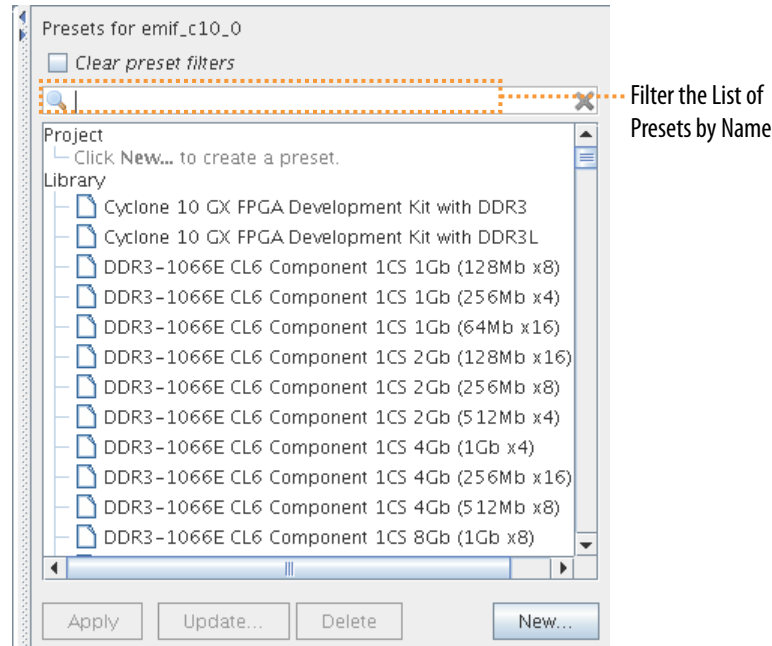 Presets for emif_c10_0
Clear preset filters
Filter the List of
Presets by Name
Project
Click New... to create a preset.
Library
Cyclone 10 GX FPGA Development Kit with DDR3
Cyclone 10 GX FPGA Development Kit with DDR3L
DDR3-1066E CL6 Component 1CS 1Gb (128Mb x8)
DDR3-1066E CL6 Component 1CS 1Gb (256Mb x4)
DDR3-1066E CL6 Component 1CS 1Gb (64Mb x16)
DDR3-1066E CL6 Component 1CS 2Gb (128Mb x16)
DDR3-1066E CL6 Component 1CS 2Gb (256Mb x8)
DDR3-1066E CL6 Component 1CS 2Gb (512Mb x4)
DDR3-1066E CL6 Component 1CS 4Gb (1Gb x4)
DDR3-1066E CL6 Component 1CS 4Gb (256Mb x16)
DDR3-1066E CL6 Component 1CS 4Gb (512Mb x8)
DDR3-1066E CL6 Component 1CS 8Gb (1Gb x8)
Apply
Update...
Delete
New...